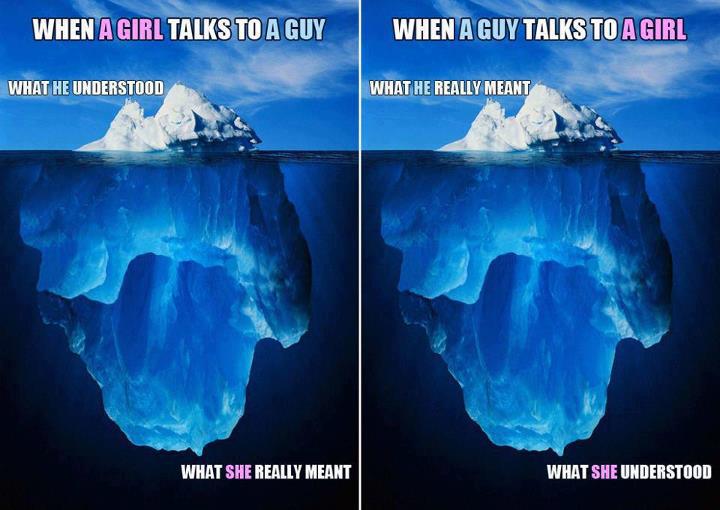 WHEN A GIRL TALKS TO A GUY
WHAT HE UNDERSTOOD
WHAT SHE REALLY MEANT
WHEN A GUY TALKS TO A GIRL
WHAT HE REALLY MEANT
WHAT SHE UNDERSTOOD